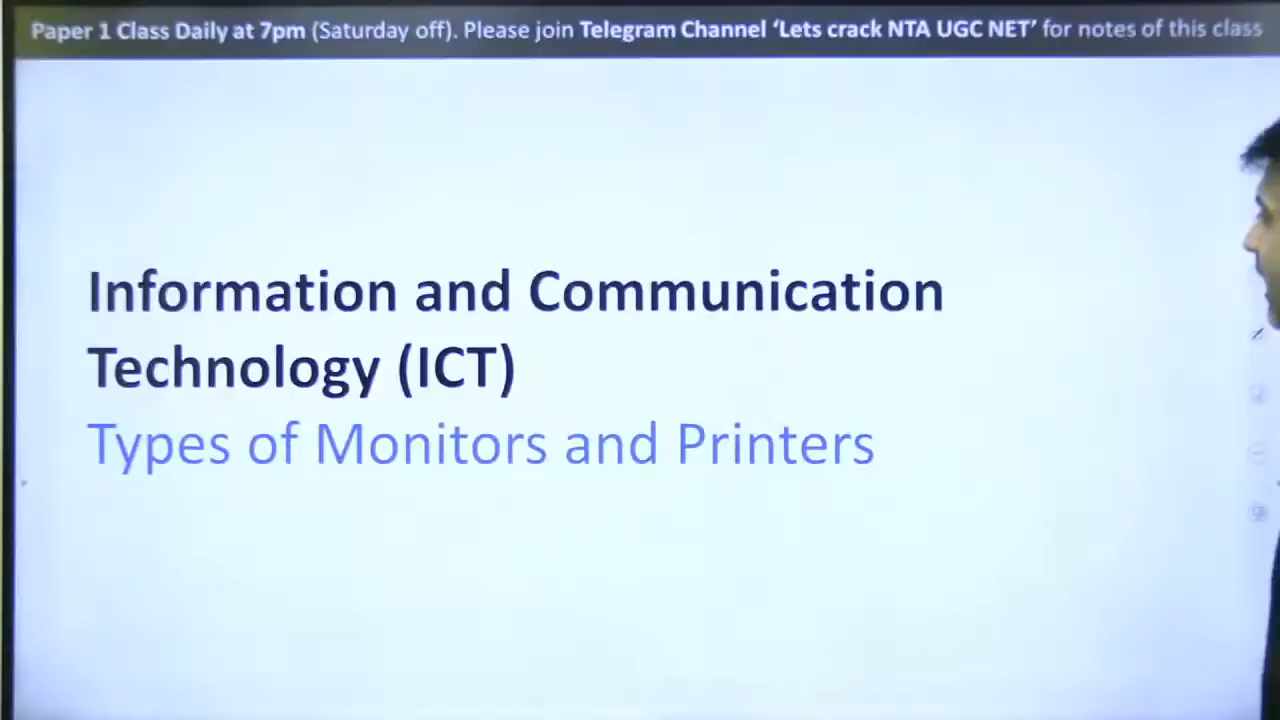 Paper 1 Class Daily at 7pm (Saturday off). Please join Telegram Channel ‘Lets crack NTA UGC NET’ for notes of this class
Information and Communication
Technology (ICT)
Types of Monitors and Printers